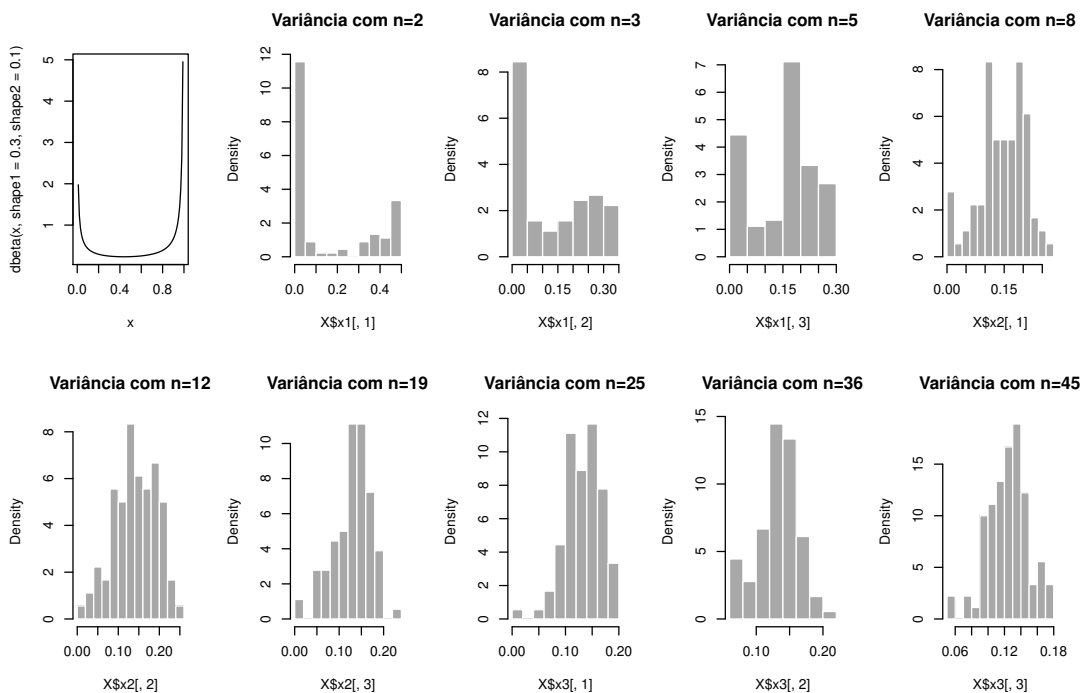 Variância com n=2
Variância com n=3
Variância com n=5
Variância com n=8
dbeta(x, shape1 = 0.3, shape2 = 0.1)
5
4
3
2
1
0.0 0.4 0.8
x
Density
12
10
8
6
4
2
0
0.0 0.2 0.4
X$x1[, 1]
Density
8
6
4
2
0
0.00 0.15 0.30
X$x1[, 2]
Density
7
6
5
4
3
2
1
0
0.00 0.15 0.30
X$x1[, 3]
Density
8
6
4
2
0
0.00 0.15
X$x2[, 1]
Variância com n=12
Variância com n=19
Variância com n=25
Variância com n=36
Variância com n=45
Density
8
6
4
2
0
0.00 0.10
X$x2[, 2]
Density
10
8
6
4
2
0
0.00 0.10
X$x2[, 3]
Density
12
10
8
6
4
2
0
0.00 0.10 0.20
X$x3[, 1]
Density
15
10
5
0
0.10 0.20
X$x3[, 2]
Density
15
10
5
0
0.06 0.12 0.18
X$x3[, 3]